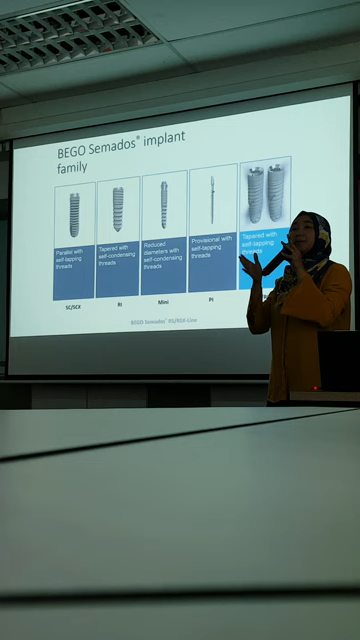 BEGO Semados® implant
family
Parallel with
self-tapping
threads
Tapered with
self-condensing
threads
Reduced
diameters with
self-condensing
threads
Provisional with
self-tapping
threads
Tapered with
self-tapping
threads
SC/SCX
RI
Mini
PI
BEGO Semados® RS/RSX-Line